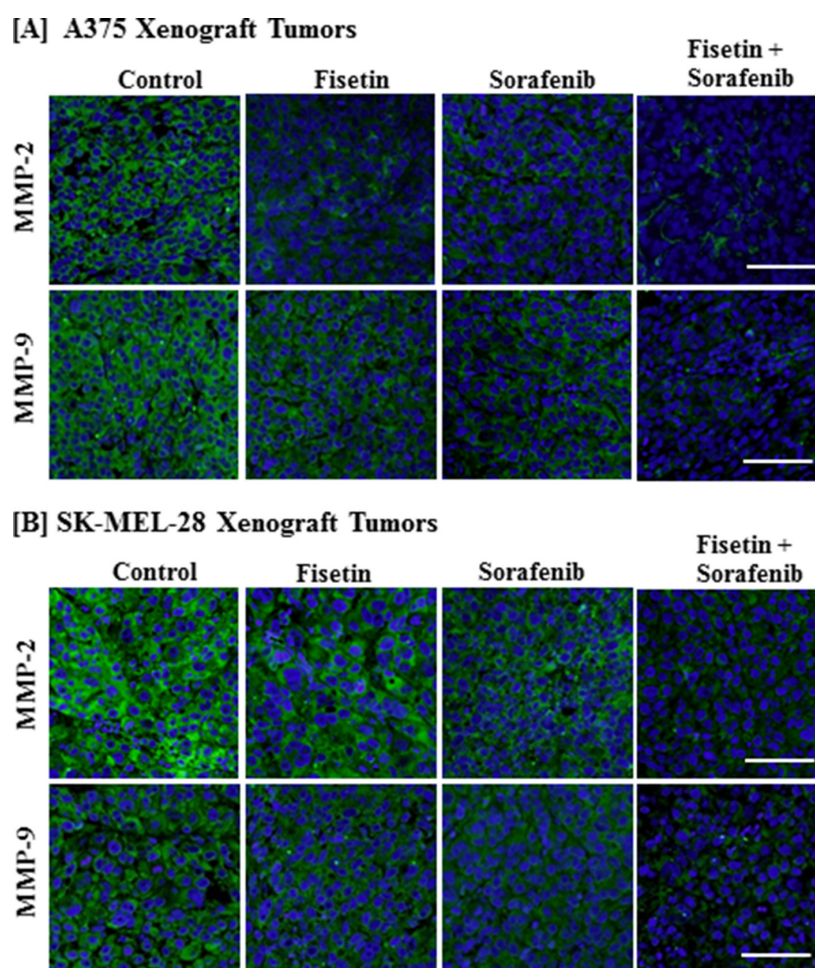 [A] A375 Xenograft Tumors
Control Fisetin Sorafenib Fisetin +
Sorafenib
MMP-2
MMP-9
[B] SK-MEL-28 Xenograft Tumors
Control Fisetin Sorafenib Fisetin +
Sorafenib
MMP-2
MMP-9